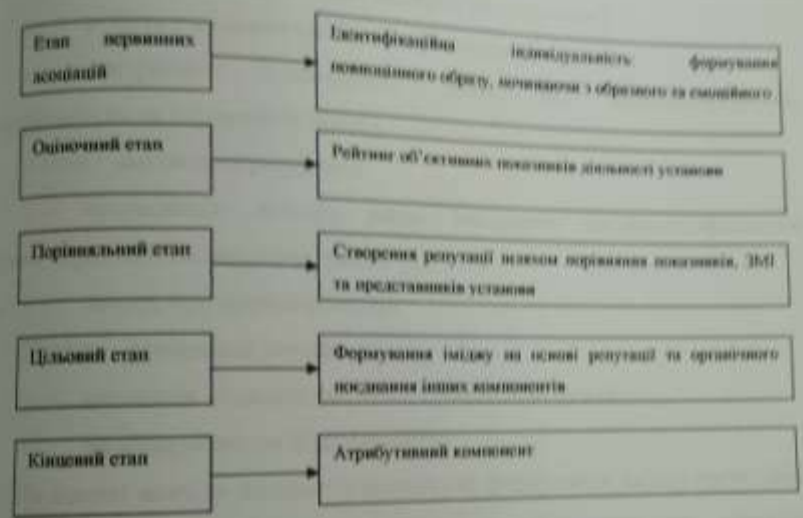 Етап первинних
асоціацій
Ідентифікаційна індивідуальність: формування
повноцінного образу, починаючи з образного та емоційного
Оціночний етап
Рейтинг об'єктивних показників діяльності установи
Порівняльний етап
Створення репутації шляхом порівняння показників, ЗМІ
та представників установи
Цільовий етап
Формування іміджу на основі репутації та органічного
поєднання інших компонентів
Кінцевий етап
Атрибутивний компонент